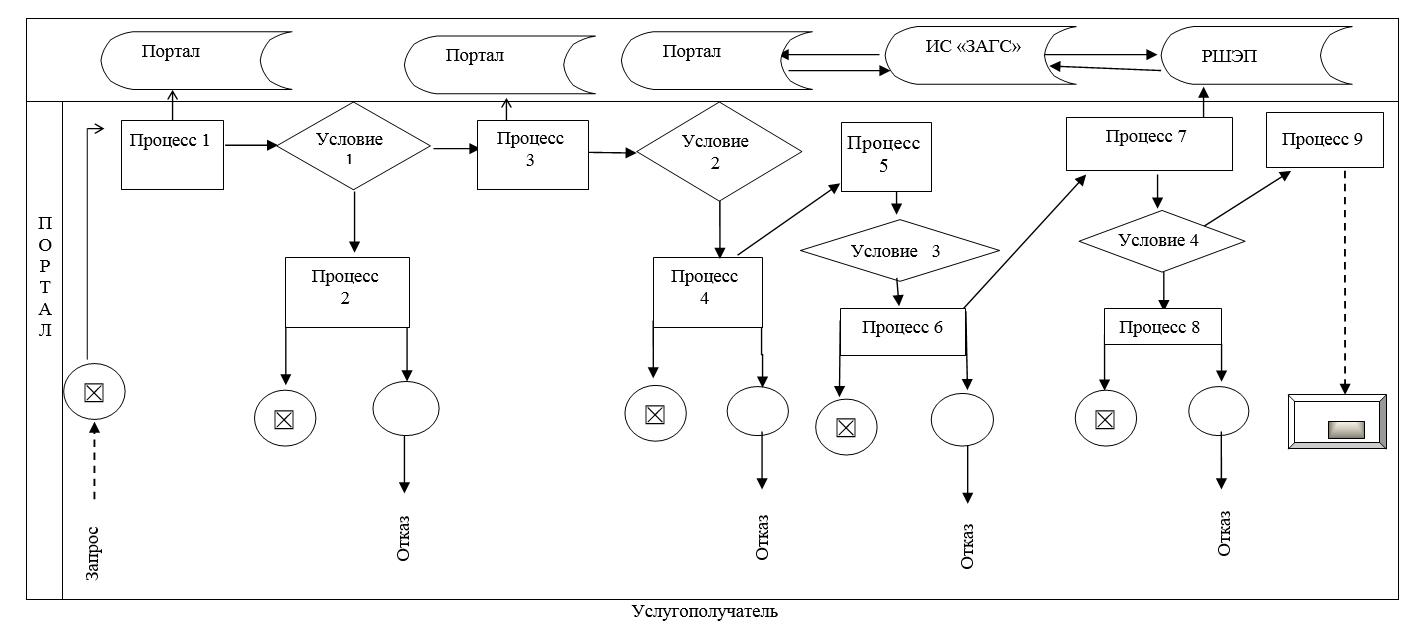 Портал
Портал
Портал
ИС «ЗАГС»
РШЭП
ПОРТАЛ
Процесс 1
Условие
1
Процесс
3
Условие
2
Процесс
5
Процесс 7
Процесс 9
Условие 3
Условие 4
Процесс
2
Процесс
4
Процесс 6
Процесс 8
Запрос
Отказ
Отказ
Отказ
Отказ
Услугополучатель